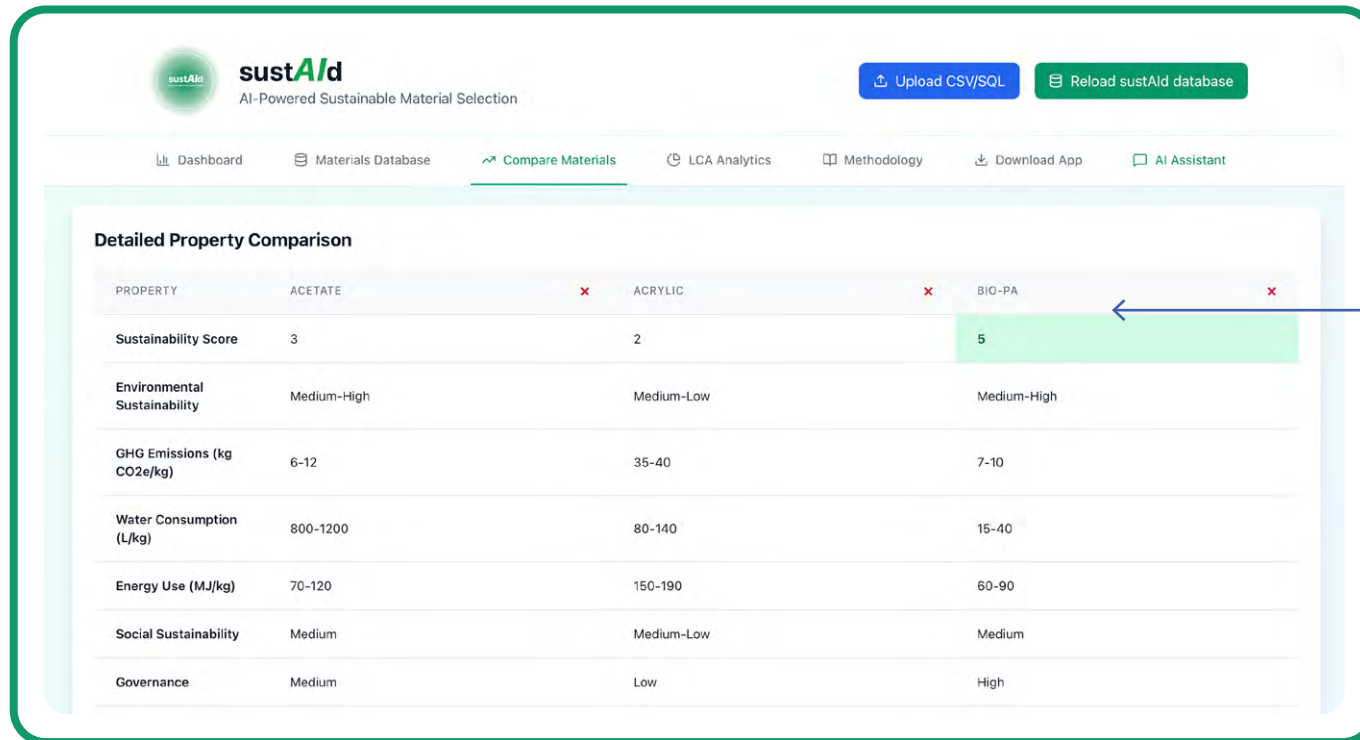 sustAId
sustAId
AI-Powered Sustainable Material Selection
Upload CSV/SQL
Reload sustAId database
Dashboard
Materials Database
Compare Materials
LCA Analytics
Methodology
Download App
AI Assistant
Detailed Property Comparison
PROPERTY ACETATE × ACRYLIC × BIO-PA ×
Sustainability Score 3 2 5
Environmental
Sustainability Medium-High Medium-Low Medium-High
GHG Emissions (kg
CO2e/kg) 6-12 35-40 7-10
Water Consumption
(L/kg) 800-1200 80-140 15-40
Energy Use (MJ/kg) 70-120 150-190 60-90
Social Sustainability Medium Medium-Low Medium
Governance Medium Low High